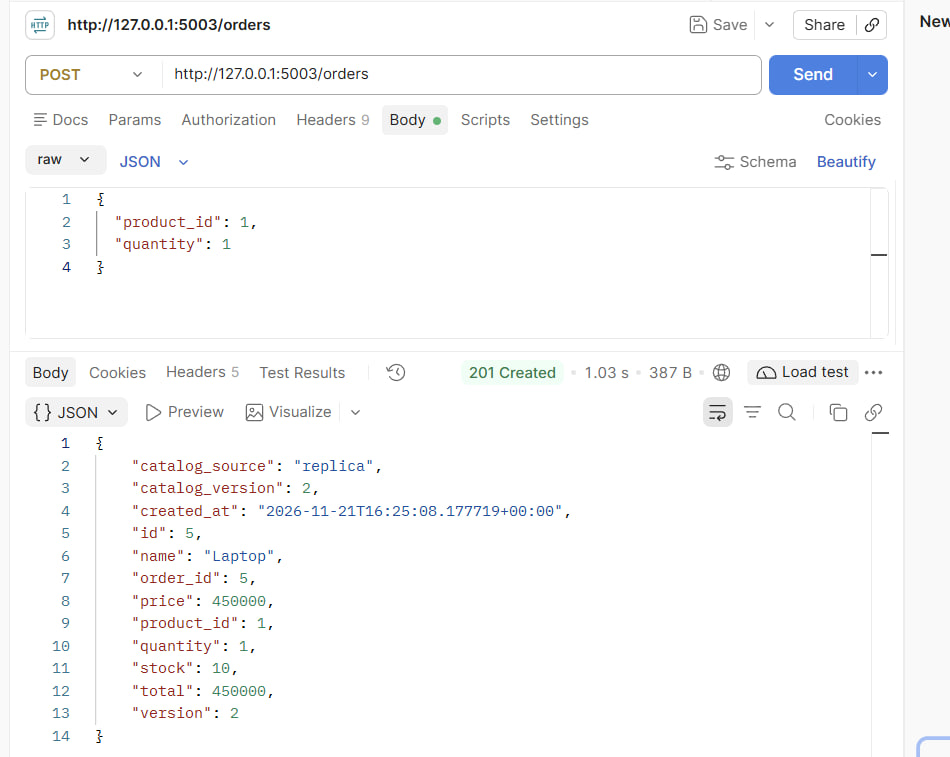 HTTP http://127.0.0.1:5003/orders Save Share New
POST http://127.0.0.1:5003/orders Send
Docs Params Authorization Headers 9 Body Scripts Settings Cookies
raw JSON Schema Beautify
1 {
2 "product_id": 1,
3 "quantity": 1
4 }
Body Cookies Headers 5 Test Results 201 Created 1.03 s 387 B Load test
{} JSON Preview Visualize
1 {
2 "catalog_source": "replica",
3 "catalog_version": 2,
4 "created_at": "2026-11-21T16:25:08.177719+00:00",
5 "id": 5,
6 "name": "Laptop",
7 "order_id": 5,
8 "price": 450000,
9 "product_id": 1,
10 "quantity": 1,
11 "stock": 10,
12 "total": 450000,
13 "version": 2
14 }